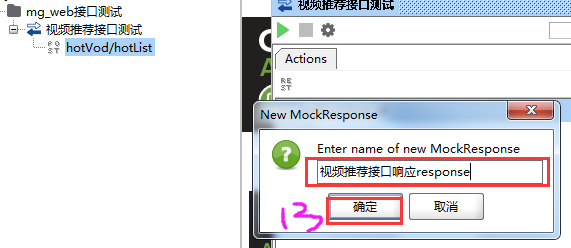 mg_web接口测试
视频推荐接口测试
POST hotVod/hotList
视频推荐接口测试
Actions
REST
New MockResponse
Enter name of new MockResponse
视频推荐接口响应response
13 确定 取消